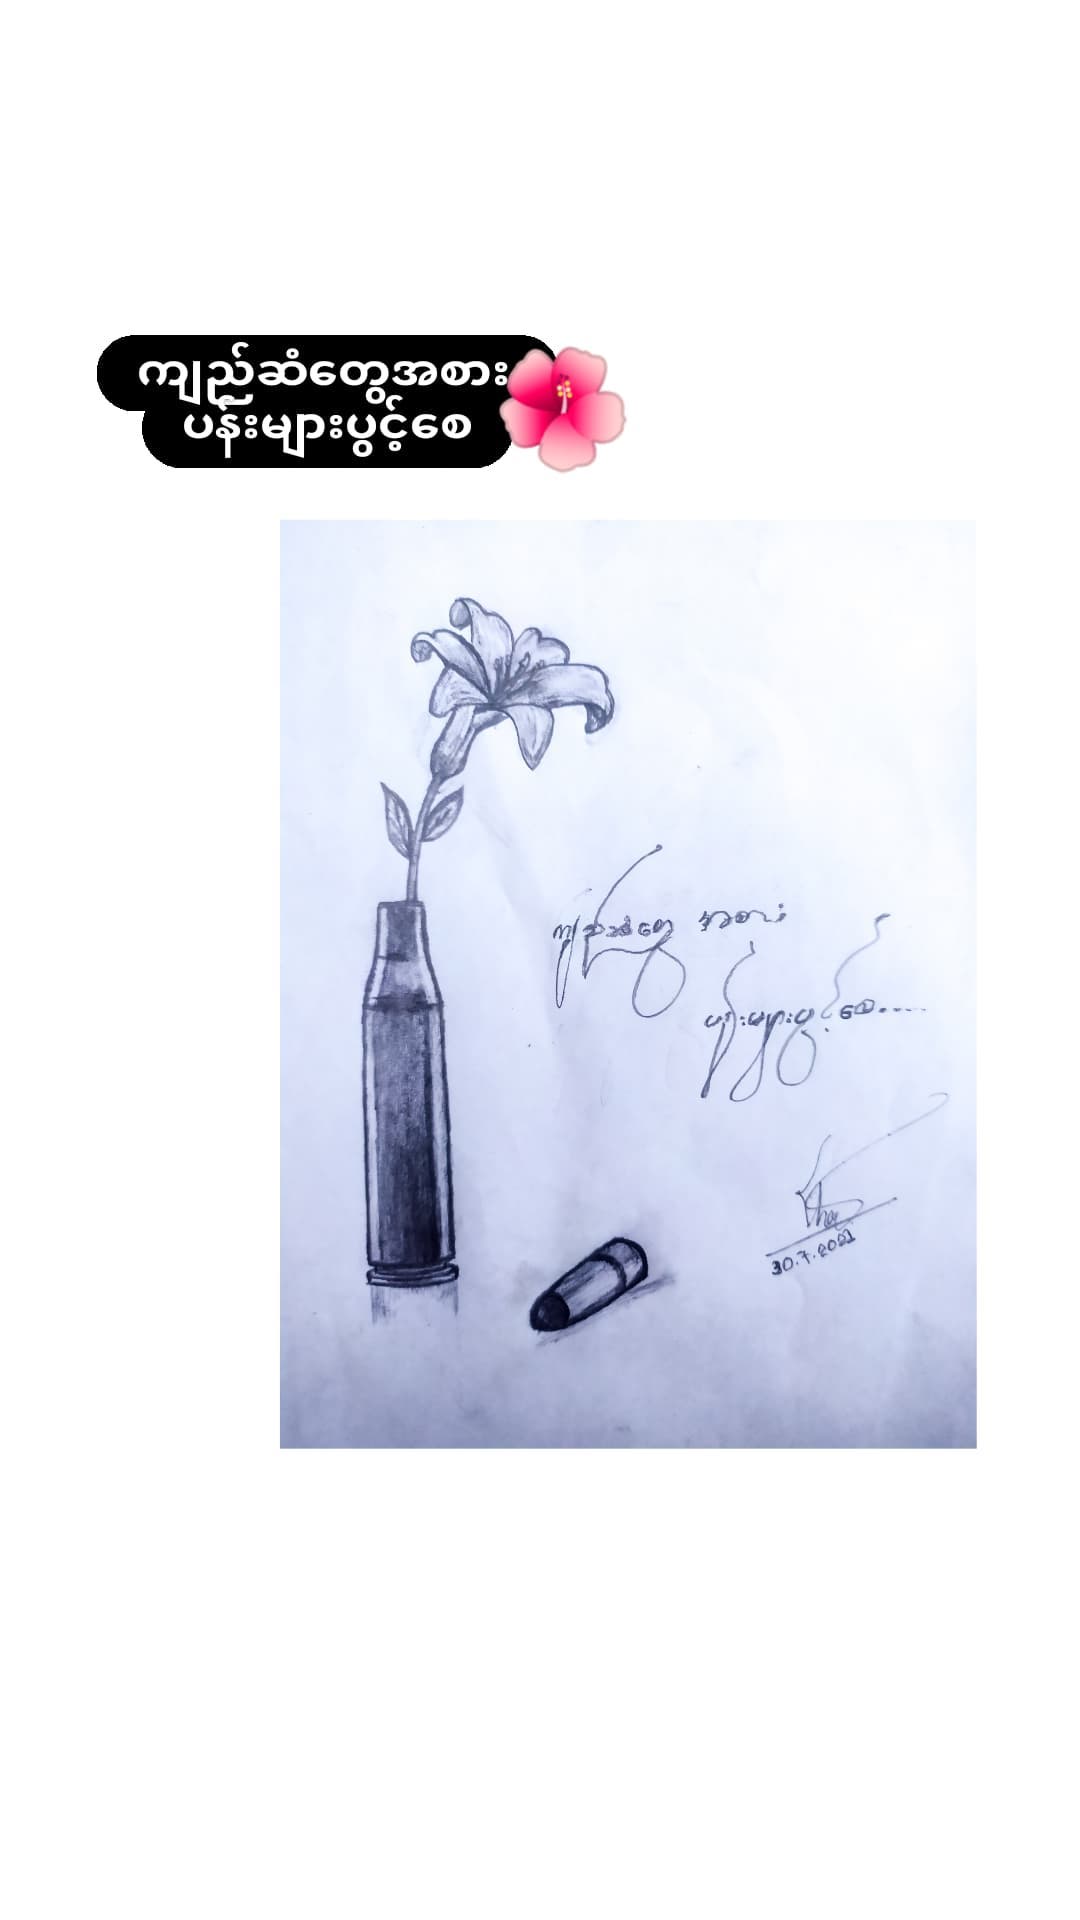 ကျည်ဆံတွေအစား
ပန်းများပွင့်စေ
ကျည်ဆံတွေ အစား
ပန်းများပွင့်စေ.....
30.7.2021